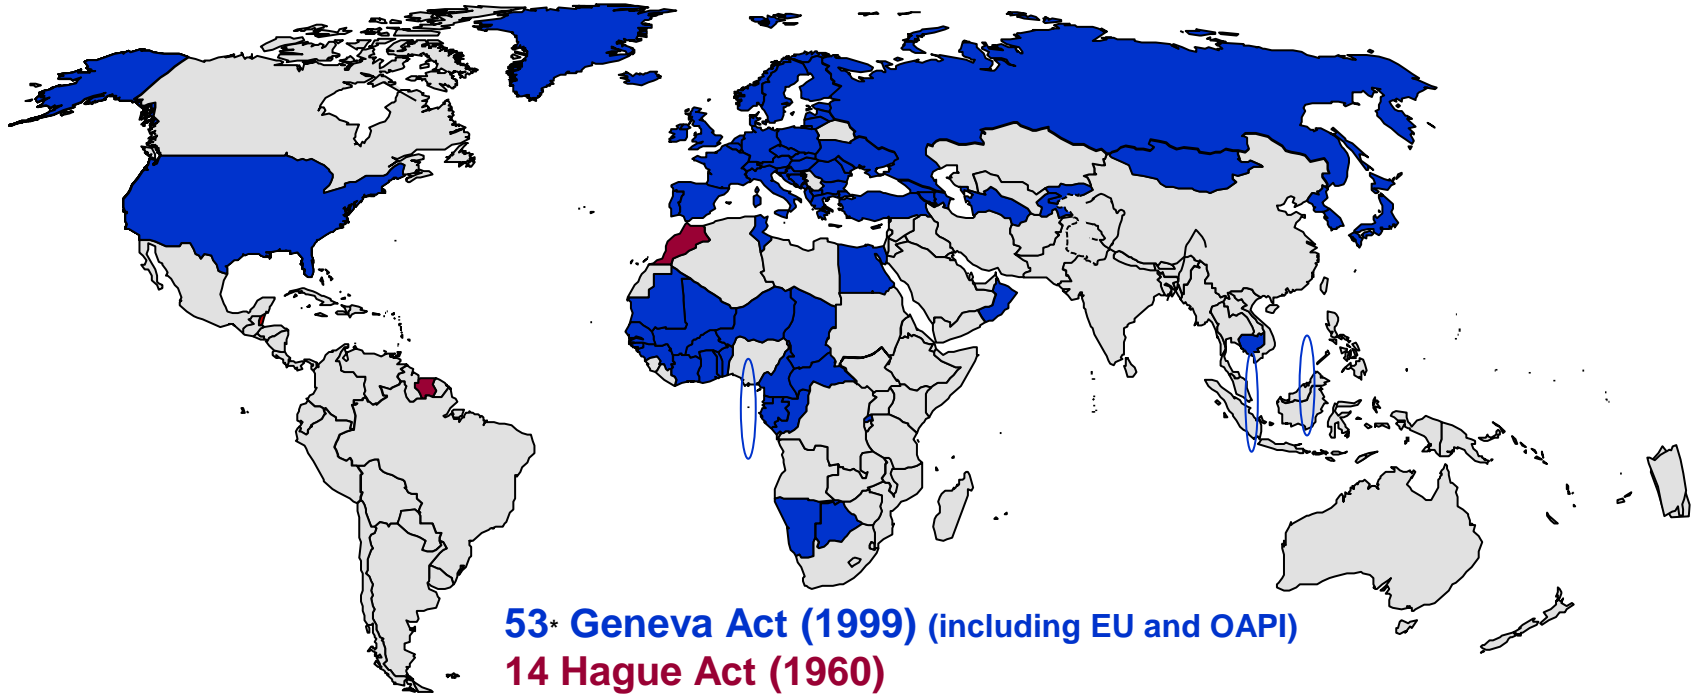 53* Geneva Act (1999) (including EU and OAPI)
14 Hague Act (1960)